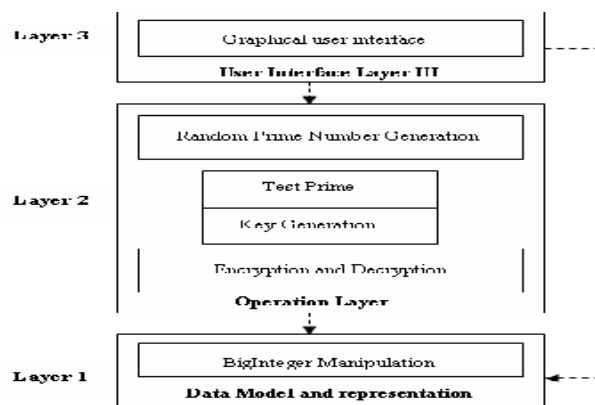 Layer 3
Graphical user interface
User Interface Layer UI
Random Prime Number Generation
Test Prime
Layer 2
Key Generation
Encryption and Decryption
Operation Layer
BigInteger Manipulation
Layer 1
Data Model and representation